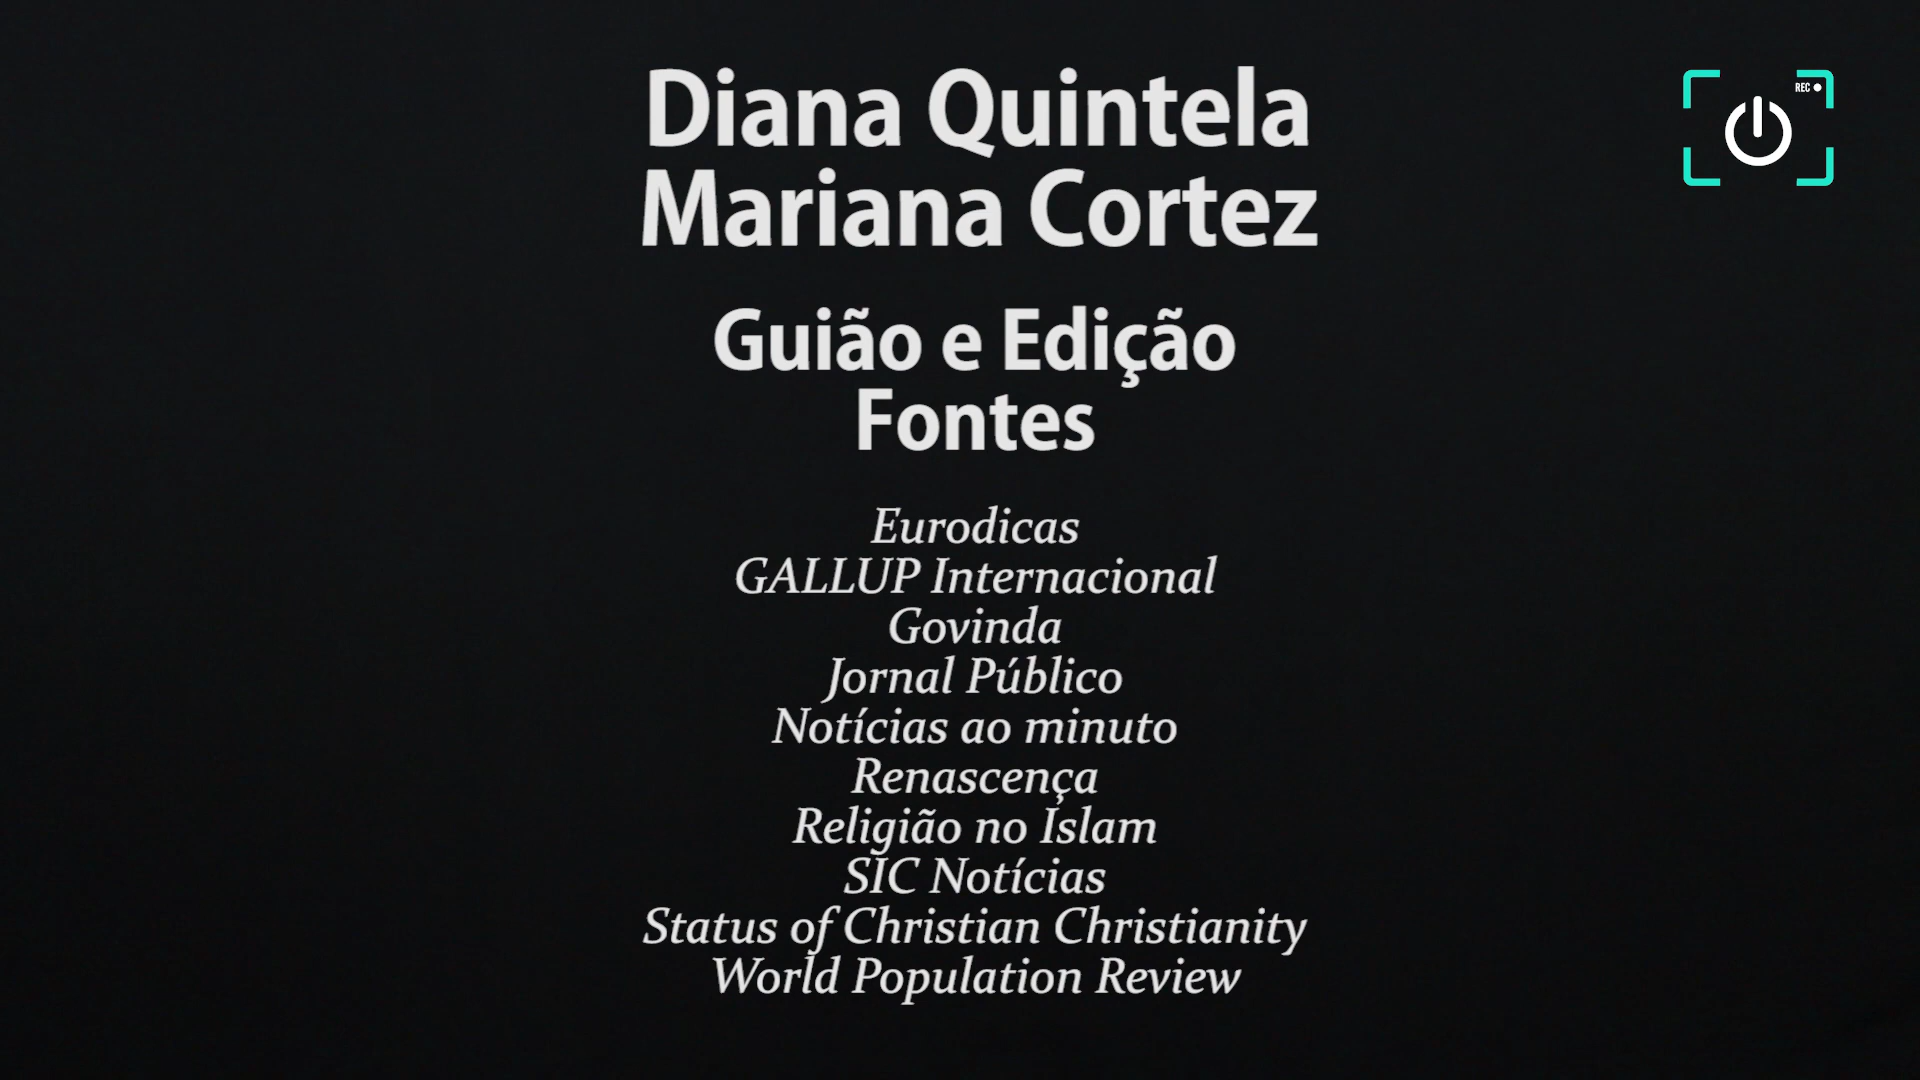 Diana Quintela
REC
Mariana Cortez
Guião e Edição
Fontes
Eurodicas
GALLUP Internacional
Govinda
Jornal Público
Notícias ao minuto
Renascença
Religião no Islam
SIC Notícias
Status of Christian Christianity
World Population Review